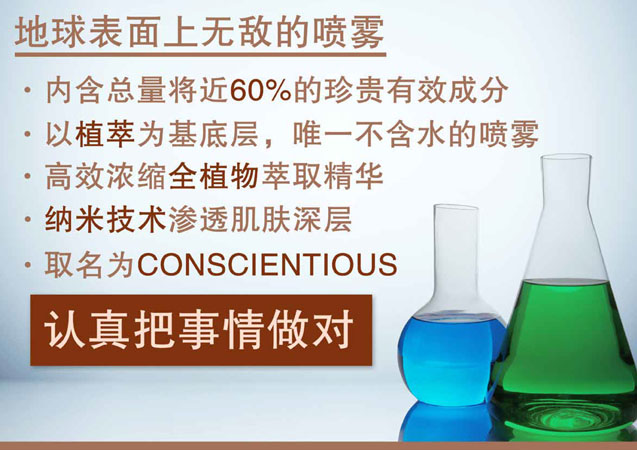 地球表面上无敌的喷雾
·内含总量将近60%的珍贵有效成分
·以植萃为基底层，唯一不含水的喷雾
·高效浓缩全植物萃取精华
·纳米技术渗透肌肤深层
·取名为CONSCIENTIOUS
认真把事情做对